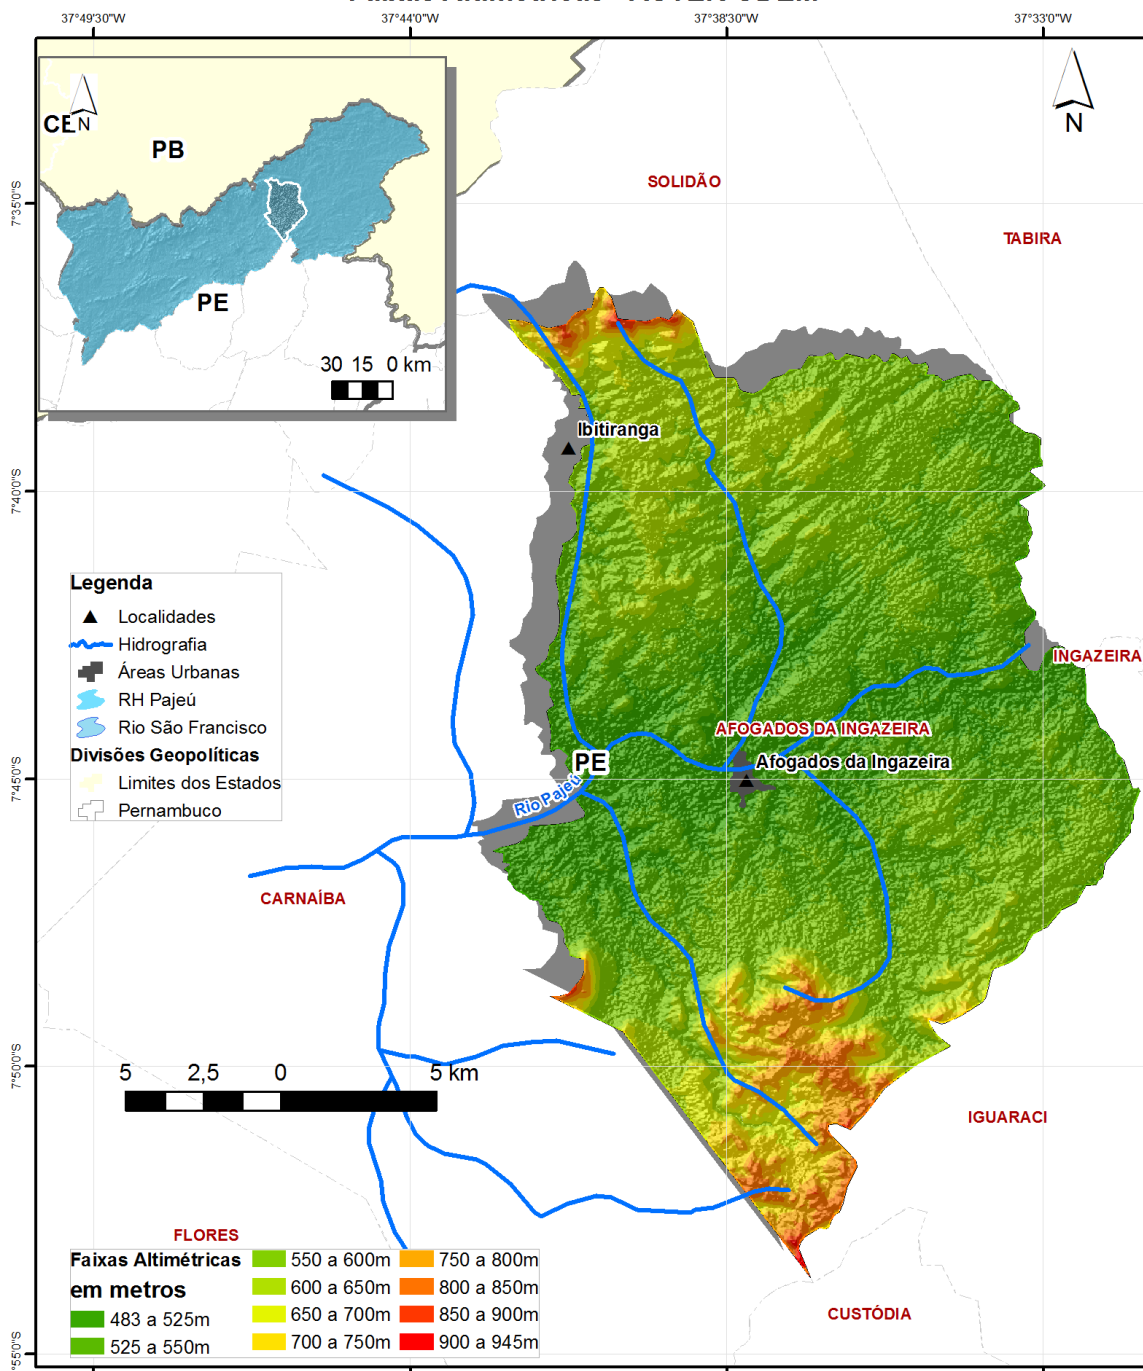 37°49'30"W
37°44'0"W
37°38'30"W
37°33'0"W
7°35'0"S
7°40'0"S
7°45'0"S
7°50'0"S
7°55'0"S
CE
N
PB
PE
30 15 0 km
N
SOLIDÃO
TABIRA
Ibitiranga
INGAZEIRA
AFOGADOS DA INGAZEIRA
Afogados da Ingazeira
PE
Rio Pajeú
CARNAÍBA
IGUARACI
FLORES
CUSTÓDIA
Legenda
Localidades
Hidrografia
Áreas Urbanas
RH Pajeú
Rio São Francisco
Divisões Geopolíticas
Limites dos Estados
Pernambuco
5 2,5 0 5 km
Faixas Altimétricas
em metros
483 a 525m
525 a 550m
550 a 600m
600 a 650m
650 a 700m
700 a 750m
750 a 800m
800 a 850m
850 a 900m
900 a 945m